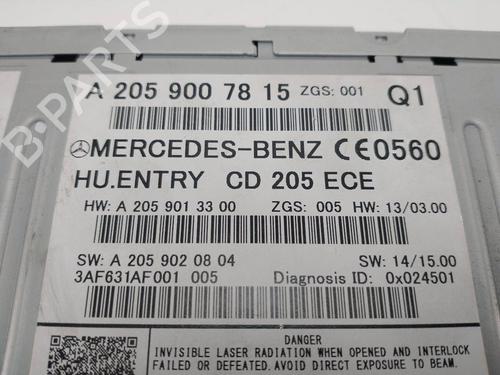 A 205 900 78 15 ZGS: 001 Q1
MERCEDES-BENZ CE0560
HU.ENTRY CD 205 ECE
HW: A 205 901 33 00 ZGS: 005 HW: 13/03.00
SW: A 205 902 08 04 SW: 14/15.00
3AF631AF001 005 Diagnosis ID: 0x024501
DANGER
INVISIBLE LASER RADIATION WHEN OPENED AND INTERLOCK
FAILED OR DEFEATED. AVOID DIRECT EXPOSURE TO BEAM.
B-PARTS